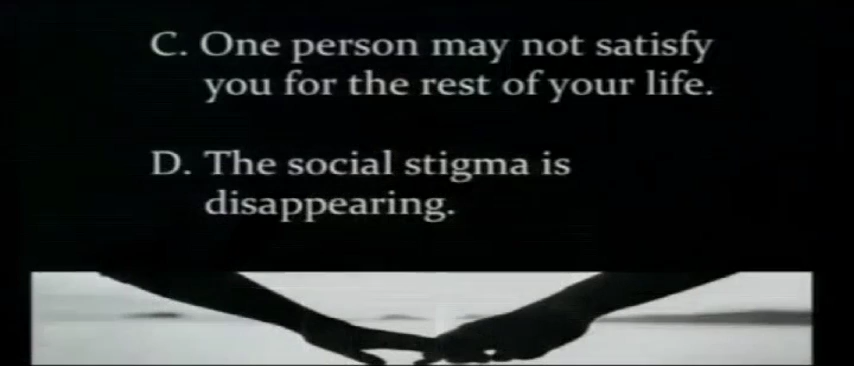 C. One person may not satisfy
you for the rest of your life.
D. The social stigma is
disappearing.